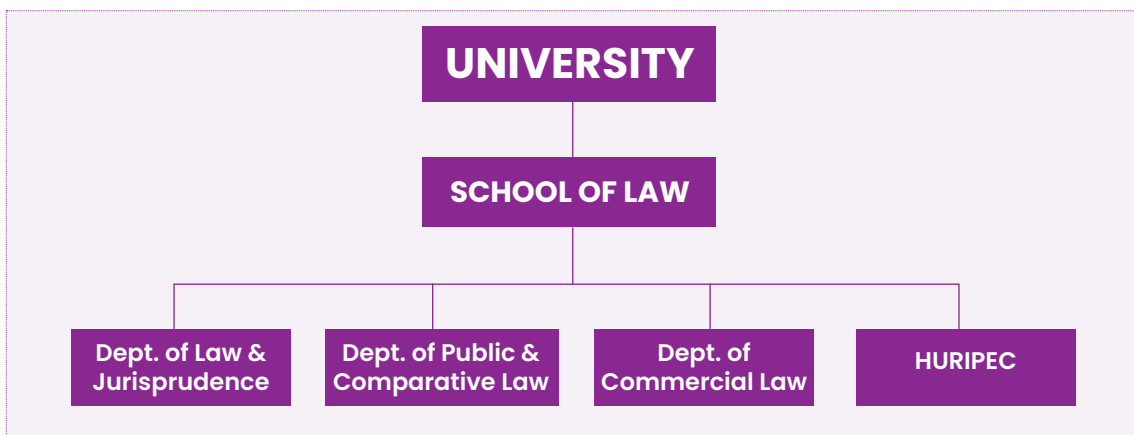 UNIVERSITY
SCHOOL OF LAW
Dept. of Law &
Jurisprudence
Dept. of Public &
Comparative Law
Dept. of
Commercial Law
HURIPEC